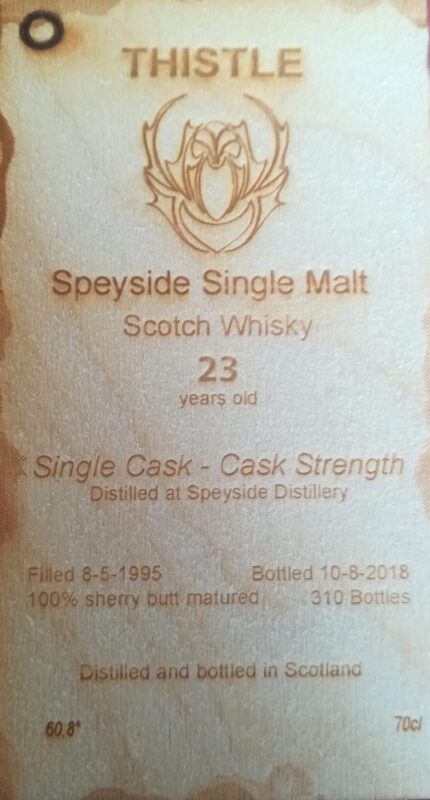 THISTLE
Speyside Single Malt
Scotch Whisky
23
years old
Single Cask - Cask Strength
Distilled at Speyside Distillery
Filled 8-5-1995 Bottled 10-8-2018
100% sherry butt matured 310 Bottles
Distilled and bottled in Scotland
60,8° 70cl